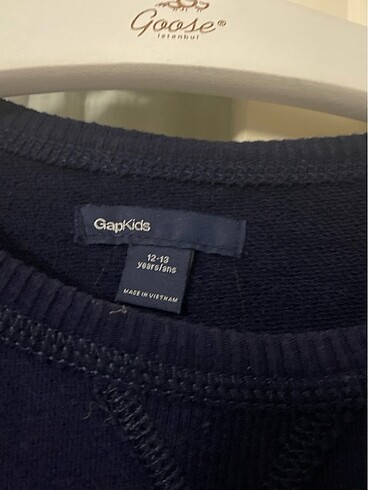 Goose®
istanbul
GapKids
12-13
years/ans
MADE IN VIETNAM